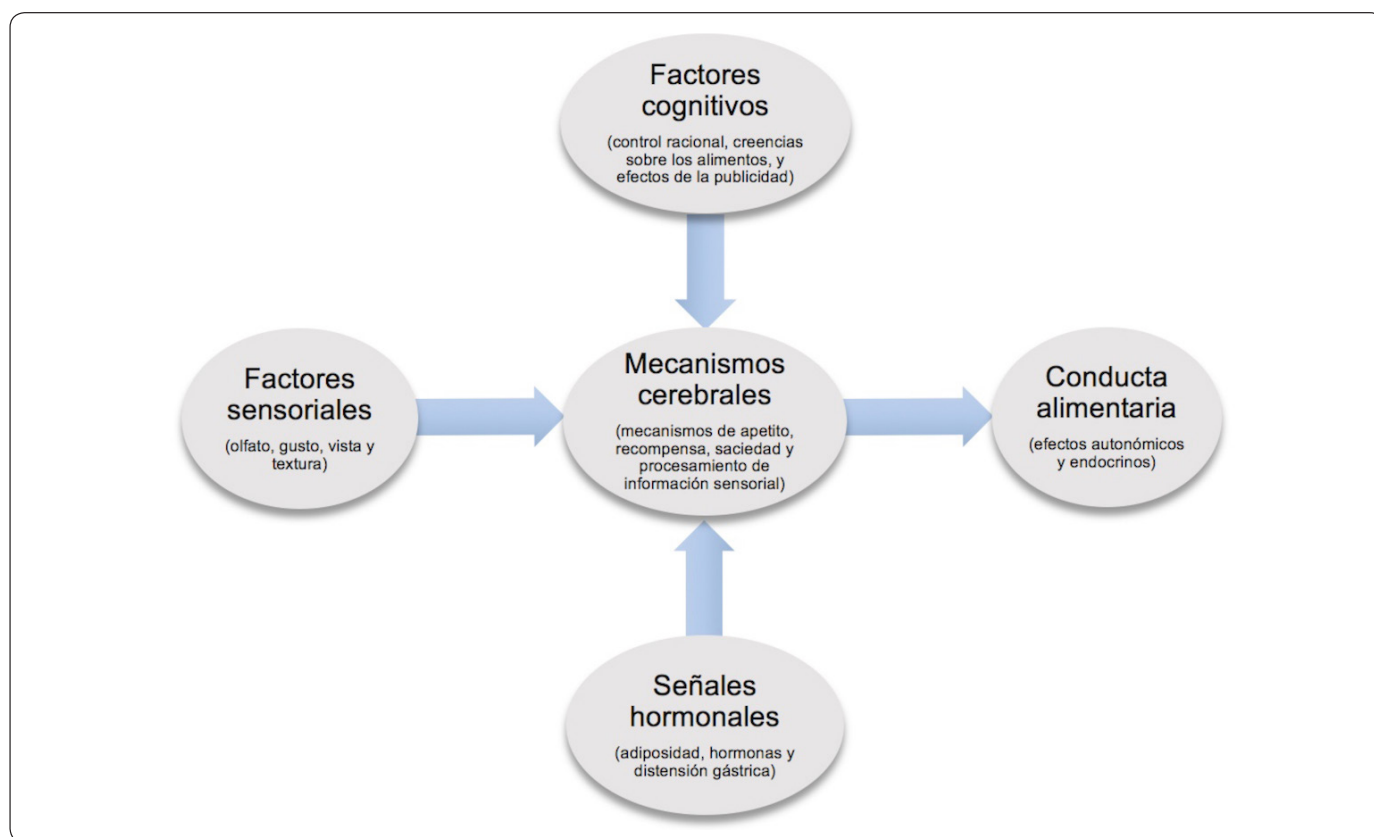 Factores
cognitivos
(control racional, creencias
sobre los alimentos, y
efectos de la publicidad)
Factores
sensoriales
(olfato, gusto, vista y
textura)
Mecanismos
cerebrales
(mecanismos de apetito,
recompensa, saciedad y
procesamiento de
información sensorial)
Conducta
alimentaria
(efectos autonómicos
y endocrinos)
Señales
hormonales
(adiposidad, hormonas y
distensión gástrica)